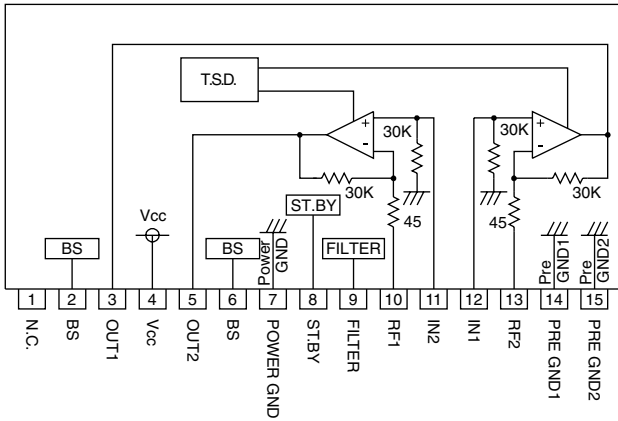 T.S.D.
+
-
30K
30K
45
+
-
30K
30K
45
Vcc
BS
BS
Power
GND
ST.BY
FILTER
Pre
GND1
Pre
GND2
1 2 3 4 5 6 7 8 9 10 11 12 13 14 15
N.C.
BS
OUT1
Vcc
OUT2
BS
POWER GND
ST.BY
FILTER
RF1
IN2
IN1
RF2
PRE GND1
PRE GND2